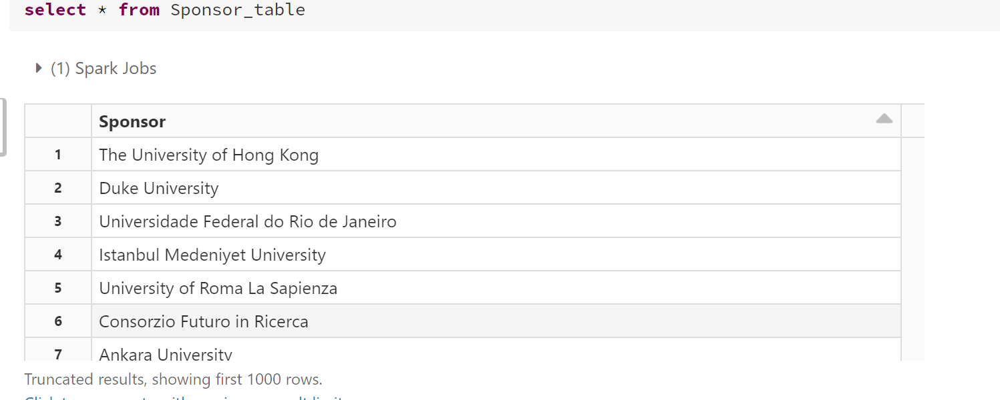 select * from Sponsor_table
(1) Spark Jobs
Sponsor
1 The University of Hong Kong
2 Duke University
3 Universidade Federal do Rio de Janeiro
4 Istanbul Medeniyet University
5 University of Roma La Sapienza
6 Consorzio Futuro in Ricerca
7 Ankara University
Truncated results, showing first 1000 rows.